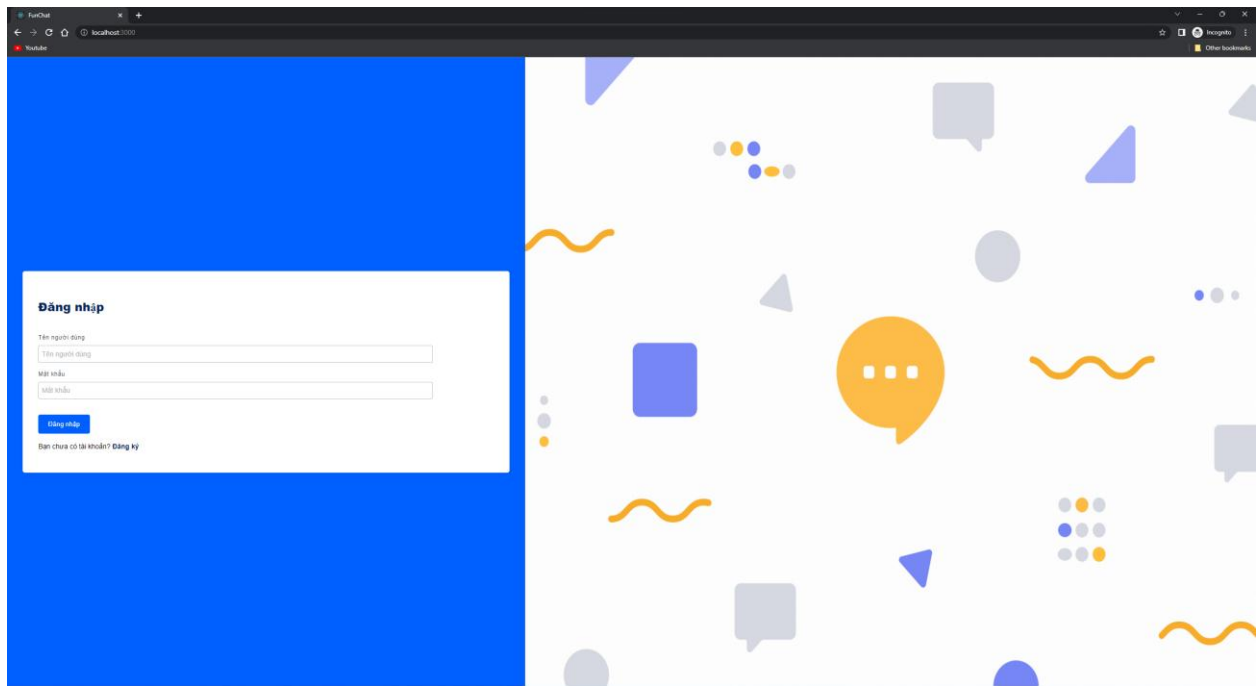 FunChat
localhost:3000
Incognito
Youtube
Other bookmarks
Đăng nhập
Tên người dùng
Tên người dùng
Mật khẩu
Mật khẩu
Đăng nhập
Bạn chưa có tài khoản? Đăng ký